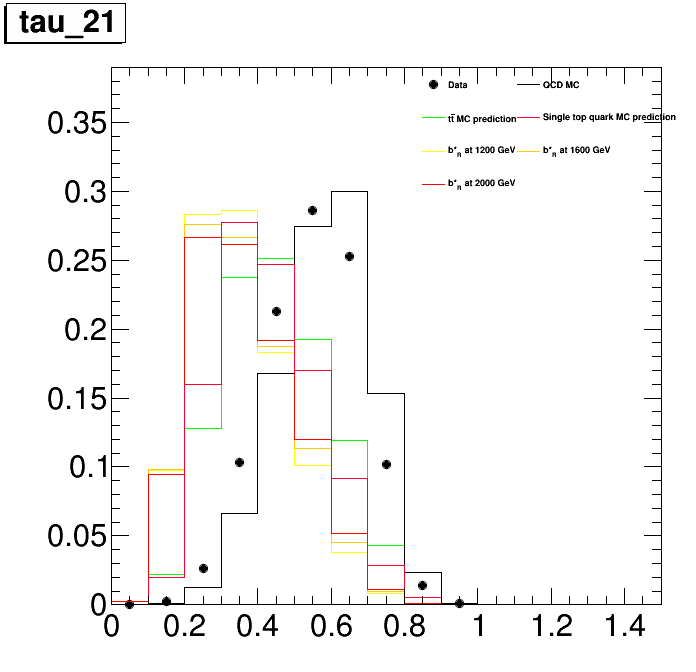 tau_21
Data
QCD MC
tt̄ MC prediction
Single top quark MC prediction
b*R at 1200 GeV
b*R at 1600 GeV
b*R at 2000 GeV
0.35
0.3
0.25
0.2
0.15
0.1
0.05
0
0 0.2 0.4 0.6 0.8 1 1.2 1.4